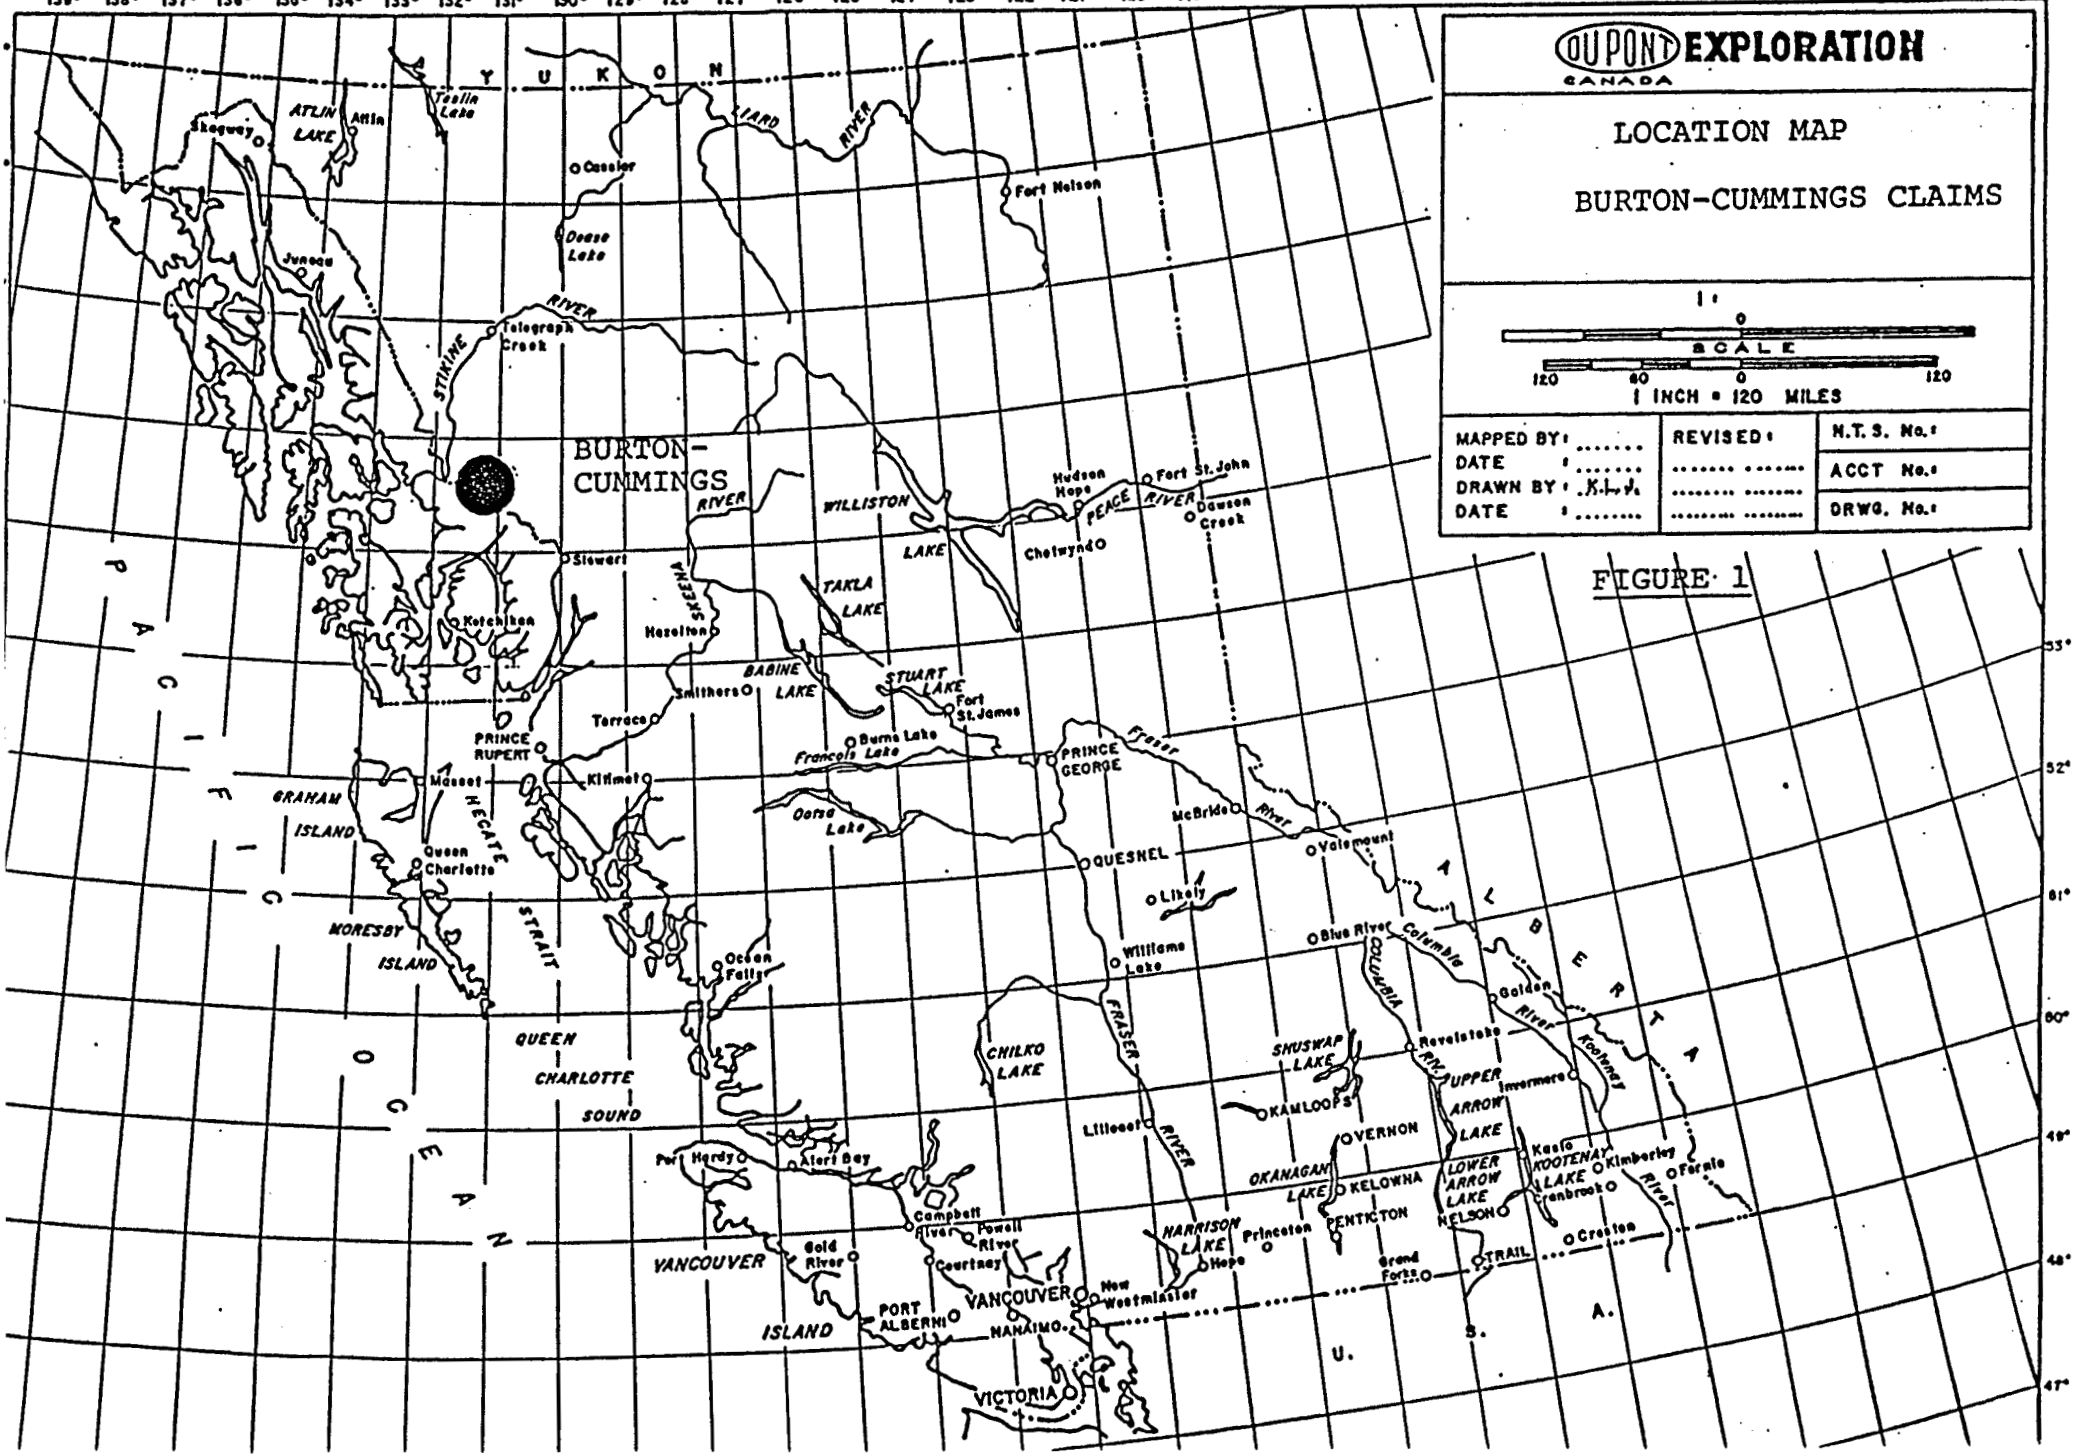 DUPONT EXPLORATION
CANADA
LOCATION MAP
BURTON-CUMMINGS CLAIMS
1:
0
SCALE
120 60 0 120
1 INCH = 120 MILES
MAPPED BY:
DATE :
DRAWN BY: K.L.J.
DATE :
REVISED:
N.T.S. No.:
ACCT No.:
DRWG. No.:
FIGURE 1
YUKON
ATLIN
LAKE
Atlin
Teslin
Lake
Skagway
LIARD
RIVER
Cassiar
Fort Nelson
Dease
Lake
Juneau
STIKINE
RIVER
Telegraph
Creek
BURTON-
CUMMINGS
RIVER
SKEENA
WILLISTON
LAKE
Hudson
Hope
Fort St. John
PEACE RIVER
Dawson
Creek
Chetwynd
Stewart
TAKLA
LAKE
Ketchikan
Hazelton
BABINE
LAKE
STUART
LAKE
Smithers
Fort
St. James
Terrace
PRINCE
RUPERT
Burns Lake
Francois Lake
PRINCE
GEORGE
Fraser
River
Masset
Kitimat
GRAHAM
ISLAND
HECATE
STRAIT
Ootsa
Lake
McBride
Valemount
Queen
Charlotte
QUESNEL
Likely
ALBERTA
MORESBY
ISLAND
Ocean
Falls
Williams
Lake
Blue River
Columbia
River
COLUMBIA
RIV.
Golden
QUEEN
CHARLOTTE
SOUND
CHILKO
LAKE
FRASER
RIVER
SHUSWAP
LAKE
Revelstoke
Kootenay
River
UPPER
ARROW
LAKE
Invermere
KAMLOOPS
Lillooet
VERNON
Port Hardy
Alert Bay
OKANAGAN
LAKE
KELOWNA
LOWER
ARROW
LAKE
Kaslo
KOOTENAY
LAKE
Kimberley
Cranbrook
Fernie
Campbell
River
Powell
River
HARRISON
LAKE
Princeton
PENTICTON
NELSON
VANCOUVER
ISLAND
Gold
River
Courtnay
Hope
Grand
Forks
TRAIL
Creston
VANCOUVER
New
Westminster
PORT
ALBERNI
NANAIMO
VICTORIA
U. S. A.
PACIFIC
OCEAN
53°
52°
51°
50°
49°
48°
47°